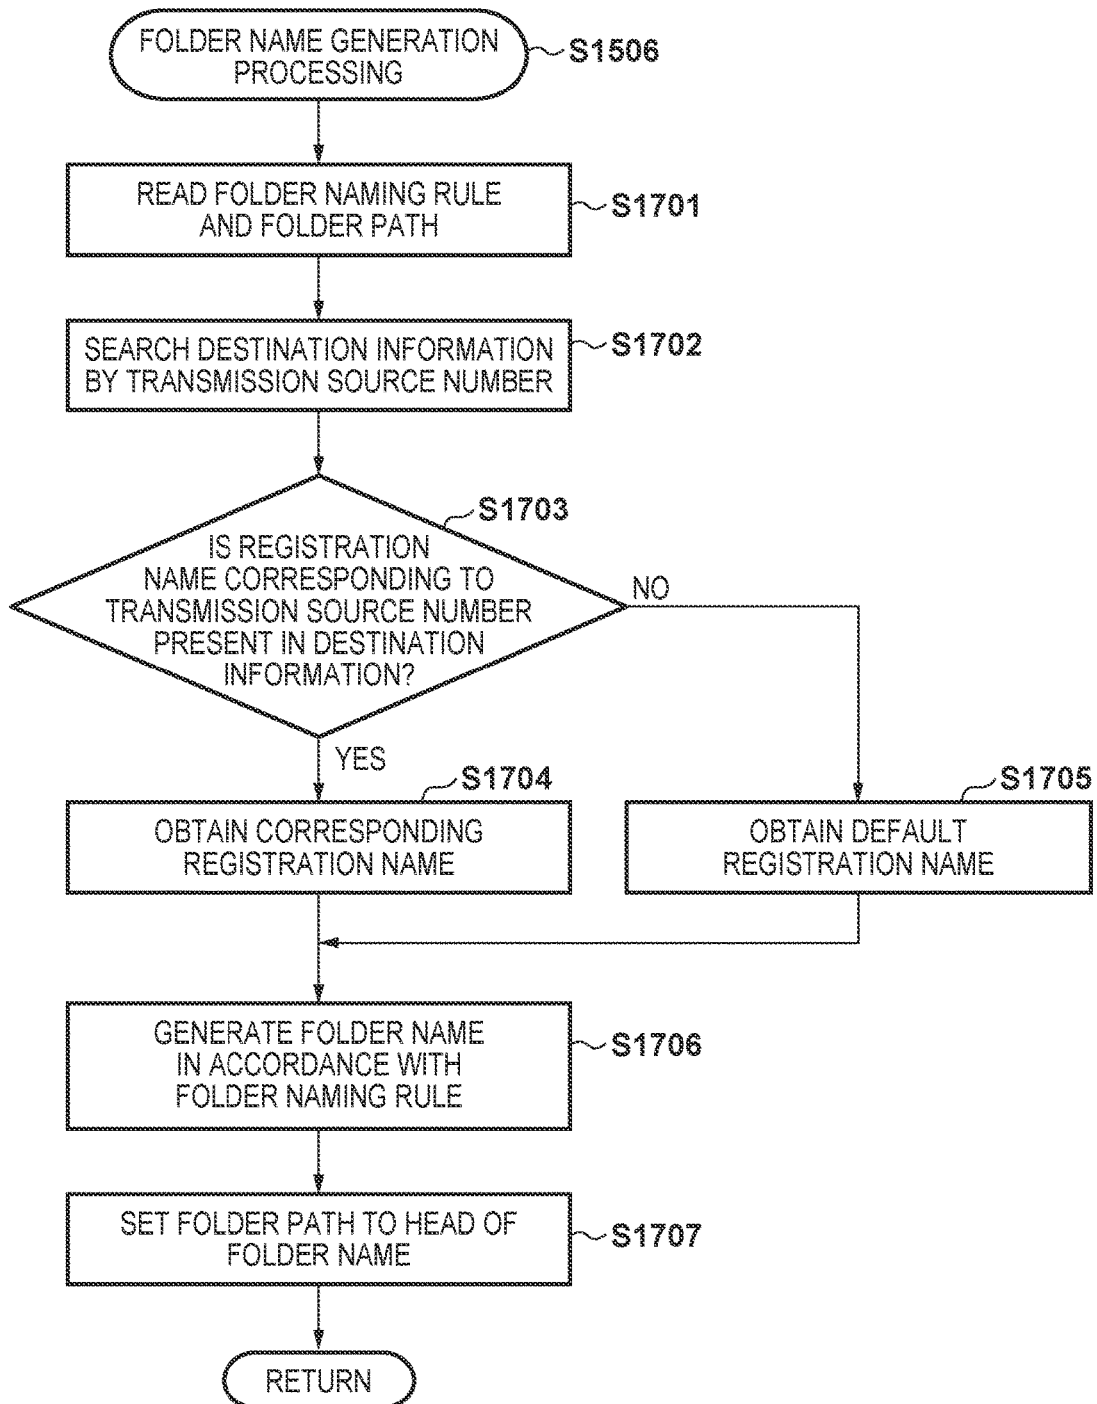 FOLDER NAME GENERATION
PROCESSING
S1506
READ FOLDER NAMING RULE
AND FOLDER PATH
S1701
SEARCH DESTINATION INFORMATION
BY TRANSMISSION SOURCE NUMBER
S1702
S1703
IS REGISTRATION
NAME CORRESPONDING TO
TRANSMISSION SOURCE NUMBER
PRESENT IN DESTINATION
INFORMATION?
NO
YES
S1704
OBTAIN CORRESPONDING
REGISTRATION NAME
S1705
OBTAIN DEFAULT
REGISTRATION NAME
GENERATE FOLDER NAME
IN ACCORDANCE WITH
FOLDER NAMING RULE
S1706
SET FOLDER PATH TO HEAD OF
FOLDER NAME
S1707
RETURN